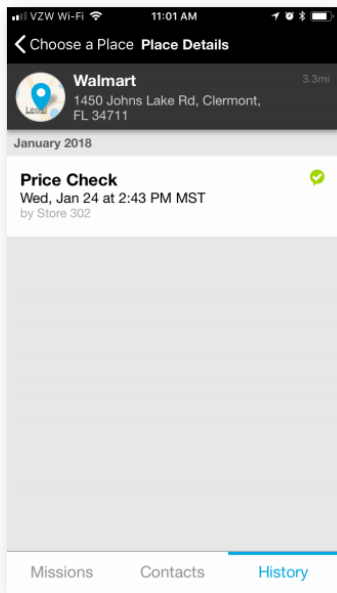 VZW Wi-Fi 11:01 AM
Choose a Place Place Details
Walmart 3.3mi
1450 Johns Lake Rd, Clermont,
FL 34711
Legal
January 2018
Price Check
Wed, Jan 24 at 2:43 PM MST
by Store 302
Missions Contacts History